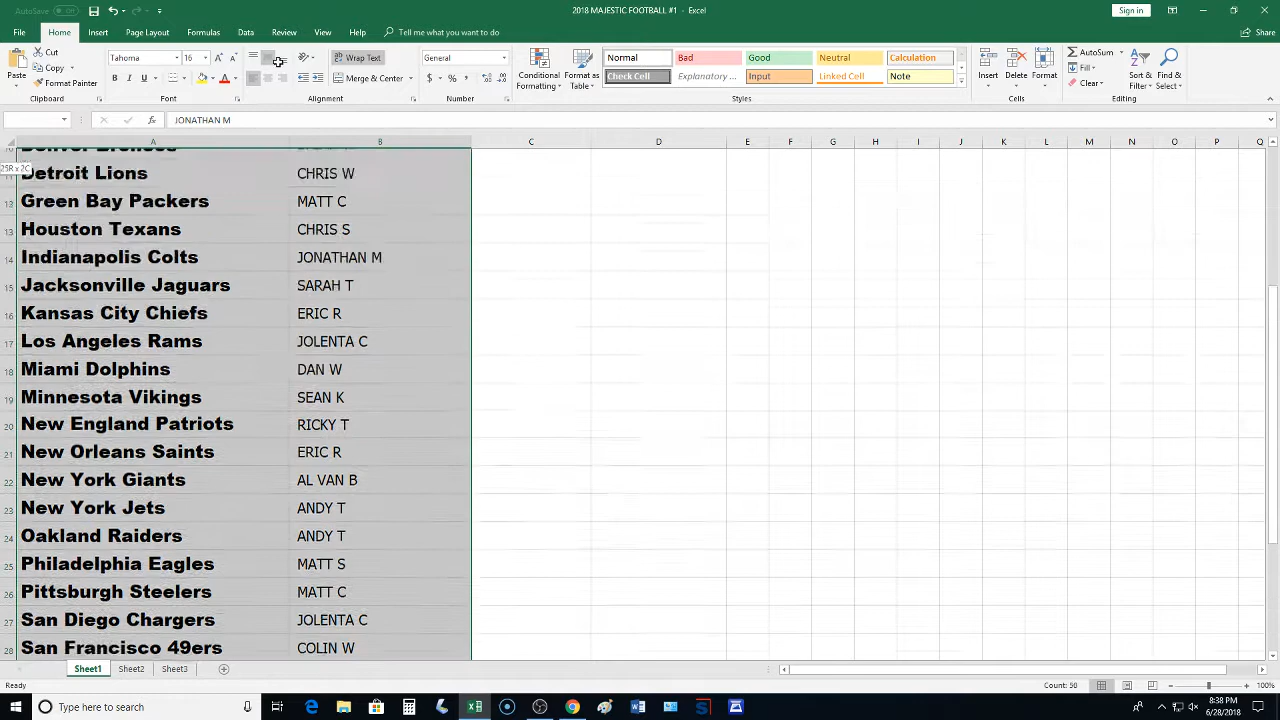 AutoSave
2018 MAJESTIC FOOTBALL #1 - Excel
Sign in
File Home Insert Page Layout Formulas Data Review View Help Tell me what you want to do Share
Paste Cut Copy Format Painter Clipboard
Tahoma 16 Font
Wrap Text Merge & Center Alignment
General Number
Conditional Formatting Format as Table
Normal Bad Good Neutral Calculation
Check Cell Explanatory ... Input Linked Cell Note
Styles
Insert Delete Format Cells
AutoSum Fill Clear Sort & Filter Find & Select Editing
JONATHAN M
A B C D E F G H I J K L M N O P Q
25R x 2C
Denver Broncos
Detroit Lions CHRIS W
12 Green Bay Packers MATT C
13 Houston Texans CHRIS S
14 Indianapolis Colts JONATHAN M
15 Jacksonville Jaguars SARAH T
16 Kansas City Chiefs ERIC R
17 Los Angeles Rams JOLENTA C
18 Miami Dolphins DAN W
19 Minnesota Vikings SEAN K
20 New England Patriots RICKY T
21 New Orleans Saints ERIC R
22 New York Giants AL VAN B
23 New York Jets ANDY T
24 Oakland Raiders ANDY T
25 Philadelphia Eagles MATT S
26 Pittsburgh Steelers MATT C
27 San Diego Chargers JOLENTA C
28 San Francisco 49ers COLIN W
Sheet1 Sheet2 Sheet3
Ready Count: 50 100%
Type here to search
8:38 PM
6/28/2018